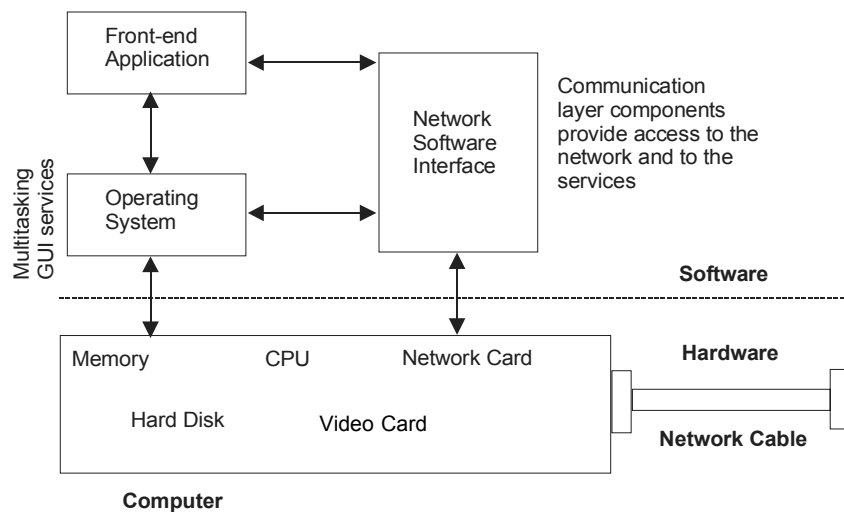 Front-end
Application
Network
Software
Interface
Communication
layer components
provide access to the
network and to the
services
Multitasking
GUI services
Operating
System
Software
Memory
CPU
Network Card
Hardware
Hard Disk
Video Card
Network Cable
Computer